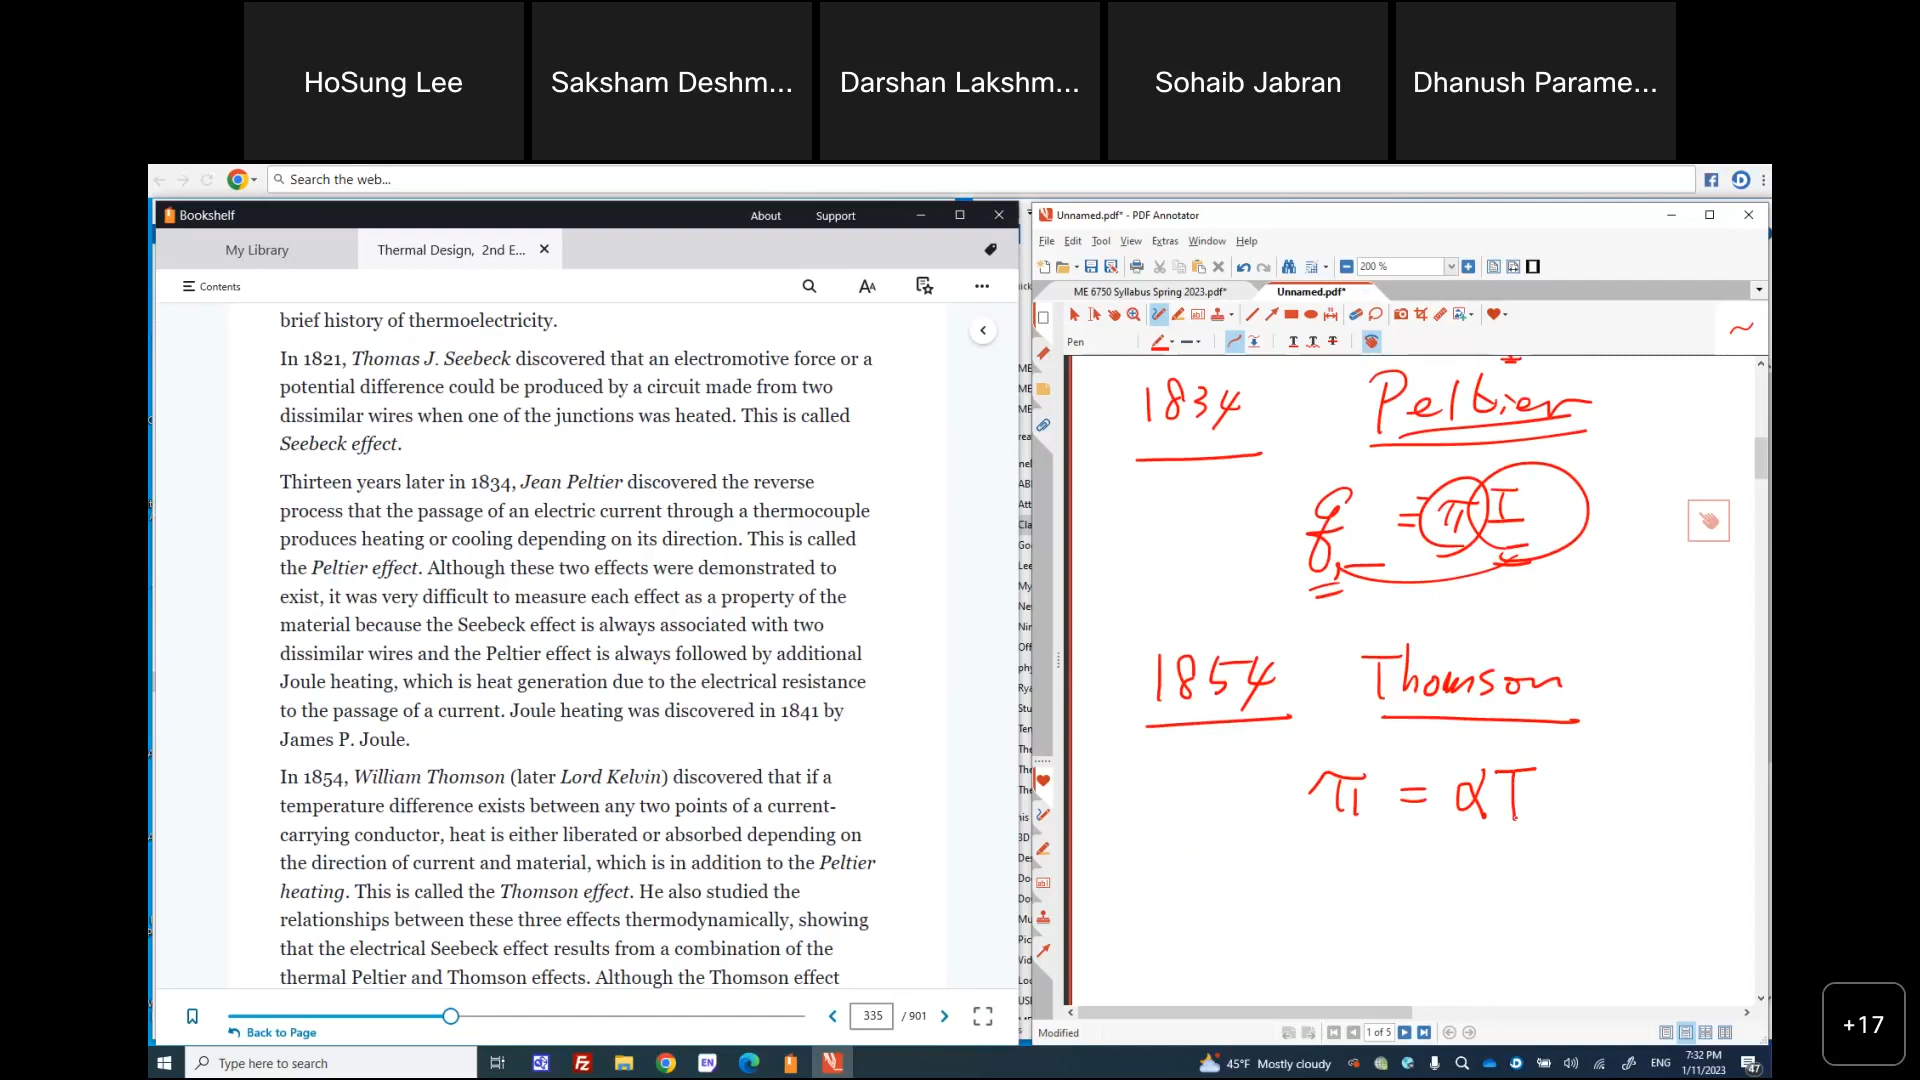 HoSung Lee
Saksham Deshm...
Darshan Lakshm...
Sohaib Jabran
Dhanush Parame...
Search the web...
Bookshelf
About Support
My Library
Thermal Design, 2nd E...
Contents
brief history of thermoelectricity.
In 1821, Thomas J. Seebeck discovered that an electromotive force or a
potential difference could be produced by a circuit made from two
dissimilar wires when one of the junctions was heated. This is called
Seebeck effect.
Thirteen years later in 1834, Jean Peltier discovered the reverse
process that the passage of an electric current through a thermocouple
produces heating or cooling depending on its direction. This is called
the Peltier effect. Although these two effects were demonstrated to
exist, it was very difficult to measure each effect as a property of the
material because the Seebeck effect is always associated with two
dissimilar wires and the Peltier effect is always followed by additional
Joule heating, which is heat generation due to the electrical resistance
to the passage of a current. Joule heating was discovered in 1841 by
James P. Joule.
In 1854, William Thomson (later Lord Kelvin) discovered that if a
temperature difference exists between any two points of a current-
carrying conductor, heat is either liberated or absorbed depending on
the direction of current and material, which is in addition to the Peltier
heating. This is called the Thomson effect. He also studied the
relationships between these three effects thermodynamically, showing
that the electrical Seebeck effect results from a combination of the
thermal Peltier and Thomson effects. Although the Thomson effect
335 / 901
Back to Page
Unnamed.pdf* - PDF Annotator
File Edit Tool View Extras Window Help
200 %
ME 6750 Syllabus Spring 2023.pdf*
Unnamed.pdf*
Pen
1834 Peltier
q = π I
1854 Thomson
π = αT
Modified
1 of 5
Type here to search
45°F Mostly cloudy
ENG
7:32 PM
1/11/2023
47
+17